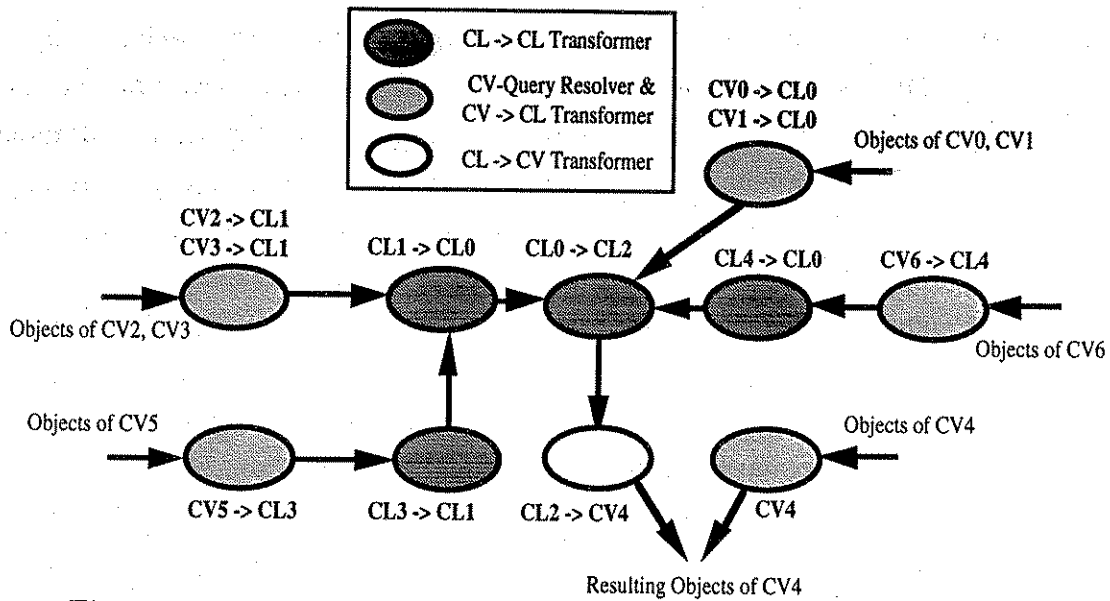 CL -> CL Transformer
CV-Query Resolver &
CV -> CL Transformer
CL -> CV Transformer
CV0 -> CL0
CV1 -> CL0
Objects of CV0, CV1
CV2 -> CL1
CV3 -> CL1
CL1 -> CL0
CL0 -> CL2
CL4 -> CL0
CV6 -> CL4
Objects of CV2, CV3
Objects of CV6
Objects of CV5
Objects of CV4
CV5 -> CL3
CL3 -> CL1
CL2 -> CV4
CV4
Resulting Objects of CV4